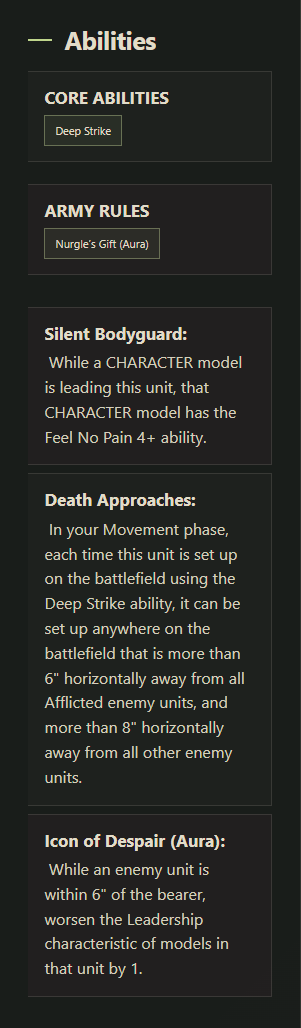 Abilities
CORE ABILITIES
Deep Strike
ARMY RULES
Nurgle's Gift (Aura)
Silent Bodyguard:
While a CHARACTER model
is leading this unit, that
CHARACTER model has the
Feel No Pain 4+ ability.
Death Approaches:
In your Movement phase,
each time this unit is set up
on the battlefield using the
Deep Strike ability, it can be
set up anywhere on the
battlefield that is more than
6" horizontally away from all
Afflicted enemy units, and
more than 8" horizontally
away from all other enemy
units.
Icon of Despair (Aura):
While an enemy unit is
within 6" of the bearer,
worsen the Leadership
characteristic of models in
that unit by 1.